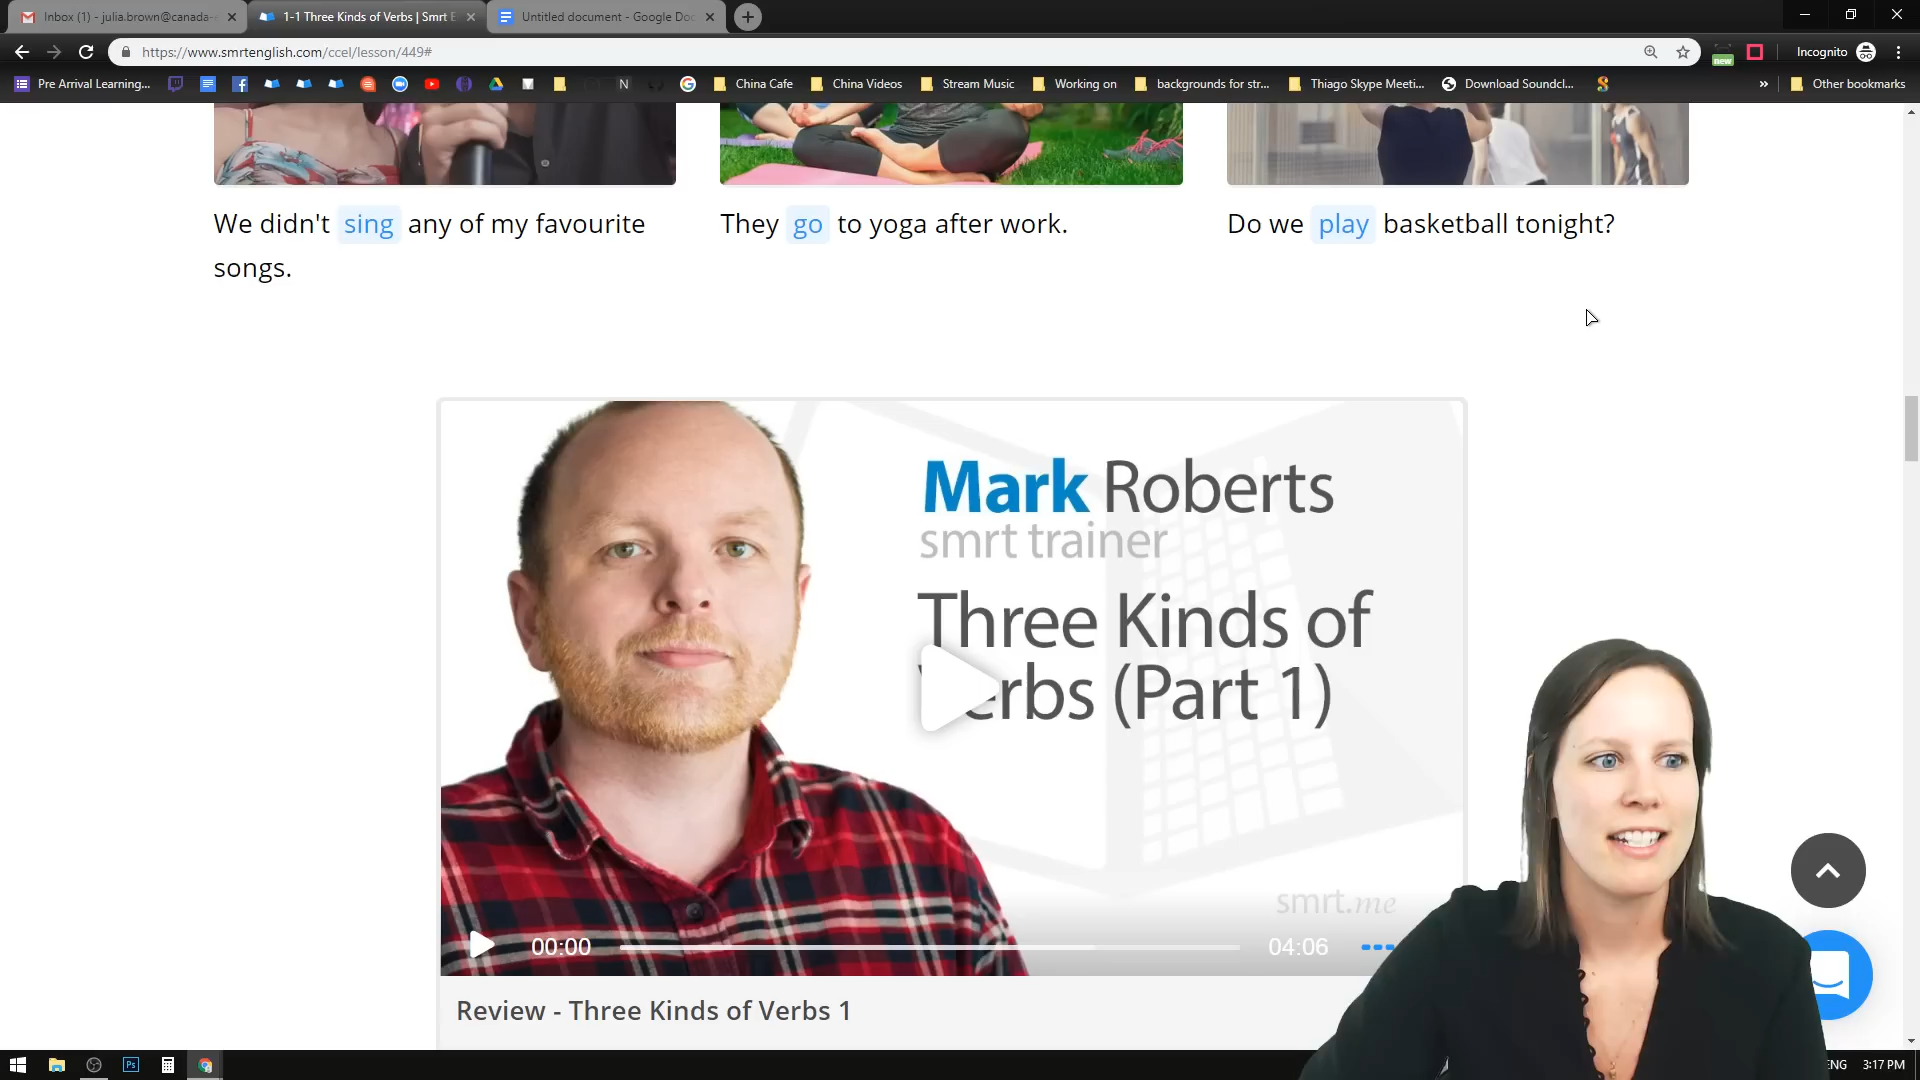 Inbox (1) - julia.brown@canada-
1-1 Three Kinds of Verbs | Smrt E
Untitled document - Google Doc
https://www.smrtenglish.com/ccel/lesson/449#
new
Incognito
Pre Arrival Learning...
N
China Cafe
China Videos
Stream Music
Working on
backgrounds for str...
Thiago Skype Meeti...
Download Soundcl...
»
Other bookmarks
We didn't sing any of my favourite
songs.
They go to yoga after work.
Do we play basketball tonight?
Mark Roberts
smrt trainer
Three Kinds of
erbs (Part 1)
smrt.me
00:00
04:06
Review - Three Kinds of Verbs 1
Ps
ENG
3:17 PM